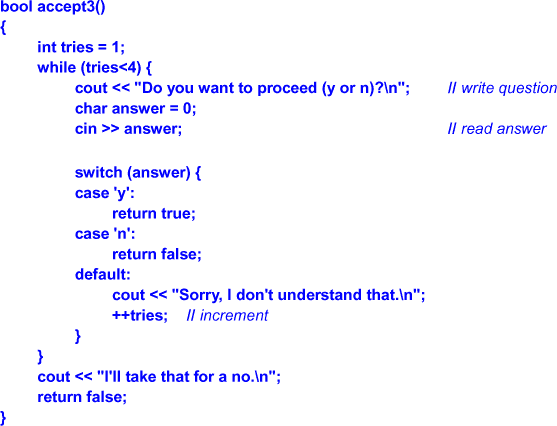 bool accept3()
{
int tries = 1;
while (tries<4) {
cout << "Do you want to proceed (y or n)?\n"; // write question
char answer = 0;
cin >> answer; // read answer
switch (answer) {
case 'y':
return true;
case 'n':
return false;
default:
cout << "Sorry, I don't understand that.\n";
++tries; // increment
}
}
cout << "I'll take that for a no.\n";
return false;
}